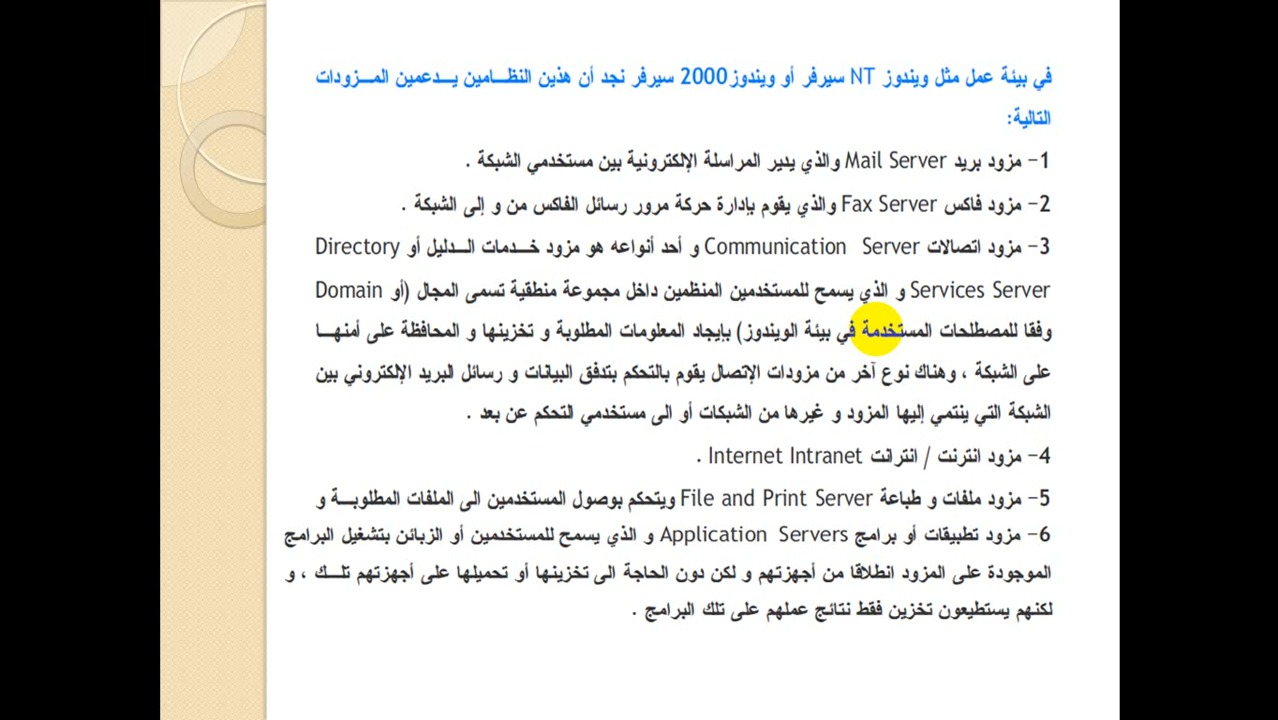 في بيئة عمل مثل ويندوز NT سيرفر أو ويندوز2000 سيرفر نجد أن هذين النظـــامين يـــدعمين المـــزودات
التالية:
1- مزود بريد Mail Server والذي يدير المراسلة الإلكترونية بين مستخدمي الشبكة .
2- مزود فاكس Fax Server والذي يقوم بإدارة حركة مرور رسائل الفاكس من و إلى الشبكة .
3- مزود اتصالات Communication Server و أحد أنواعه هو مزود خـــدمات الـــدليل أو Directory
Services Server و الذي يسمح للمستخدمين المنظمين داخل مجموعة منطقية تسمى المجال (أو Domain
وفقا للمصطلحات المستخدمة في بيئة الويندوز) بإيجاد المعلومات المطلوبة و تخزينها و المحافظة على أمنهـــا
على الشبكة ، وهناك نوع آخر من مزودات الإتصال يقوم بالتحكم بتدفق البيانات و رسائل البريد الإلكتروني بين
الشبكة التي ينتمي إليها المزود و غيرها من الشبكات أو الى مستخدمي التحكم عن بعد .
4- مزود انترنت / انترانت Internet Intranet .
5- مزود ملفات و طباعة File and Print Server ويتحكم بوصول المستخدمين الى الملفات المطلوبـــة و
6- مزود تطبيقات أو برامج Application Servers و الذي يسمح للمستخدمين أو الزبائن بتشغيل البرامج
الموجودة على المزود انطلاقا من أجهزتهم و لكن دون الحاجة الى تخزينها أو تحميلها على أجهزتهم تلـــك ، و
لكنهم يستطيعون تخزين فقط نتائج عملهم على تلك البرامج .